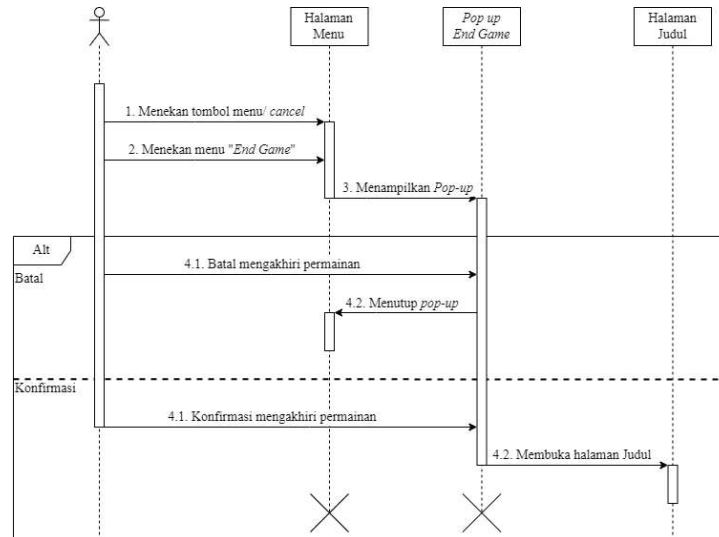 Halaman
Menu
Pop up
End Game
Halaman
Judul
1. Menekan tombol menu/ cancel
2. Menekan menu "End Game"
3. Menampilkan Pop-up
Alt
Batal
4.1. Batal mengakhiri permainan
4.2. Menutup pop-up
Konfirmasi
4.1. Konfirmasi mengakhiri permainan
4.2. Membuka halaman Judul